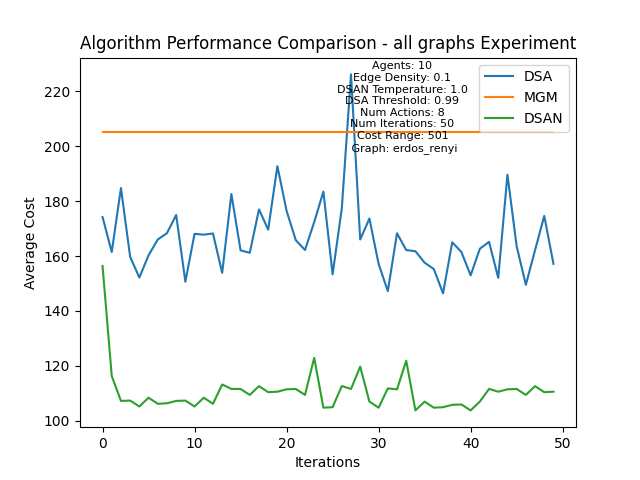 Algorithm Performance Comparison - all graphs Experiment
Agents: 10
Edge Density: 0.1
DSAN Temperature: 1.0
DSA Threshold: 0.99
Num Actions: 8
Num Iterations: 50
Cost Range: 501
Graph: erdos_renyi
DSA
MGM
DSAN
Average Cost
220
200
180
160
140
120
100
0
10
20
30
40
50
Iterations